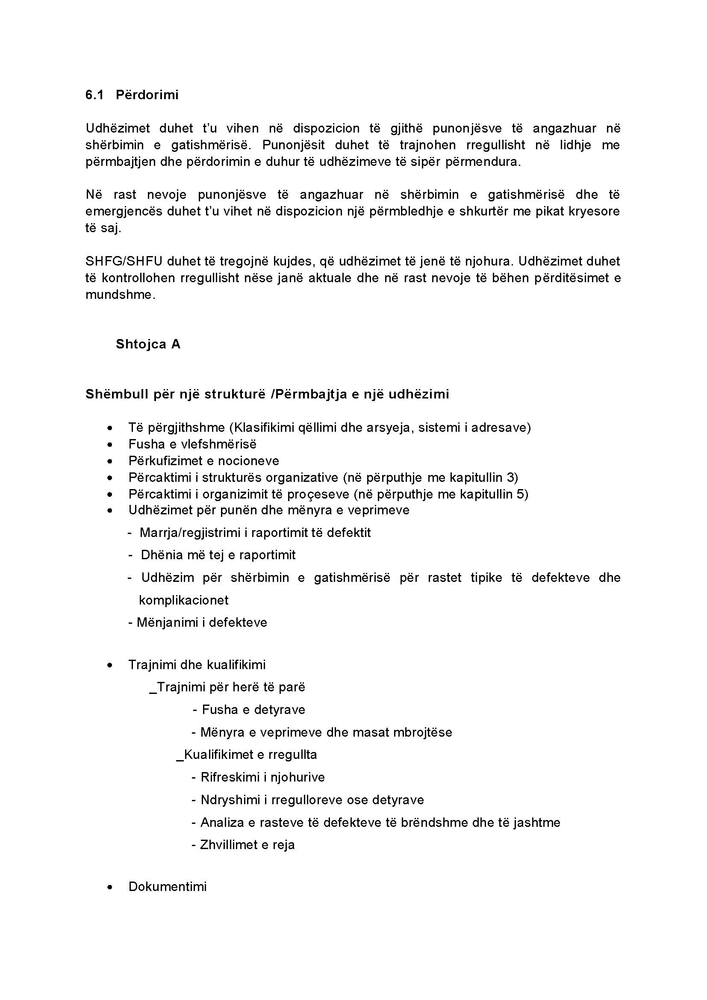 6.1 Përdorimi
Udhëzimet duhet t’u vihen në dispozicion të gjithë punonjësve të angazhuar në
shërbimin e gatishmërisë. Punonjësit duhet të trajnohen rregullisht në lidhje me
përmbajtjen dhe përdorimin e duhur të udhëzimeve të sipër përmendura.
Në rast nevoje punonjësve të angazhuar në shërbimin e gatishmërisë dhe të
emergjencës duhet t’u vihet në dispozicion një përmbledhje e shkurtër me pikat kryesore
të saj.
SHFG/SHFU duhet të tregojnë kujdes, që udhëzimet të jenë të njohura. Udhëzimet duhet
të kontrollohen rregullisht nëse janë aktuale dhe në rast nevoje të bëhen përditësimet e
mundshme.
Shtojca A
Shëmbull për një strukturë /Përmbajtja e një udhëzimi
• Të përgjithshme (Klasifikimi qëllimi dhe arsyeja, sistemi i adresave)
• Fusha e vlefshmërisë
• Përkufizimet e nocioneve
• Përcaktimi i strukturës organizative (në përputhje me kapitullin 3)
• Përcaktimi i organizimit të proçeseve (në përputhje me kapitullin 5)
• Udhëzimet për punën dhe mënyra e veprimeve
- Marrja/regjistrimi i raportimit të defektit
- Dhënia më tej e raportimit
- Udhëzim për shërbimin e gatishmërisë për rastet tipike të defekteve dhe
komplikacionet
- Mënjanimi i defekteve
• Trajnimi dhe kualifikimi
_Trajnimi për herë të parë
- Fusha e detyrave
- Mënyra e veprimeve dhe masat mbrojtëse
_Kualifikimet e rregullta
- Rifreskimi i njohurive
- Ndryshimi i rregulloreve ose detyrave
- Analiza e rasteve të defekteve të brëndshme dhe të jashtme
- Zhvillimet e reja
• Dokumentimi